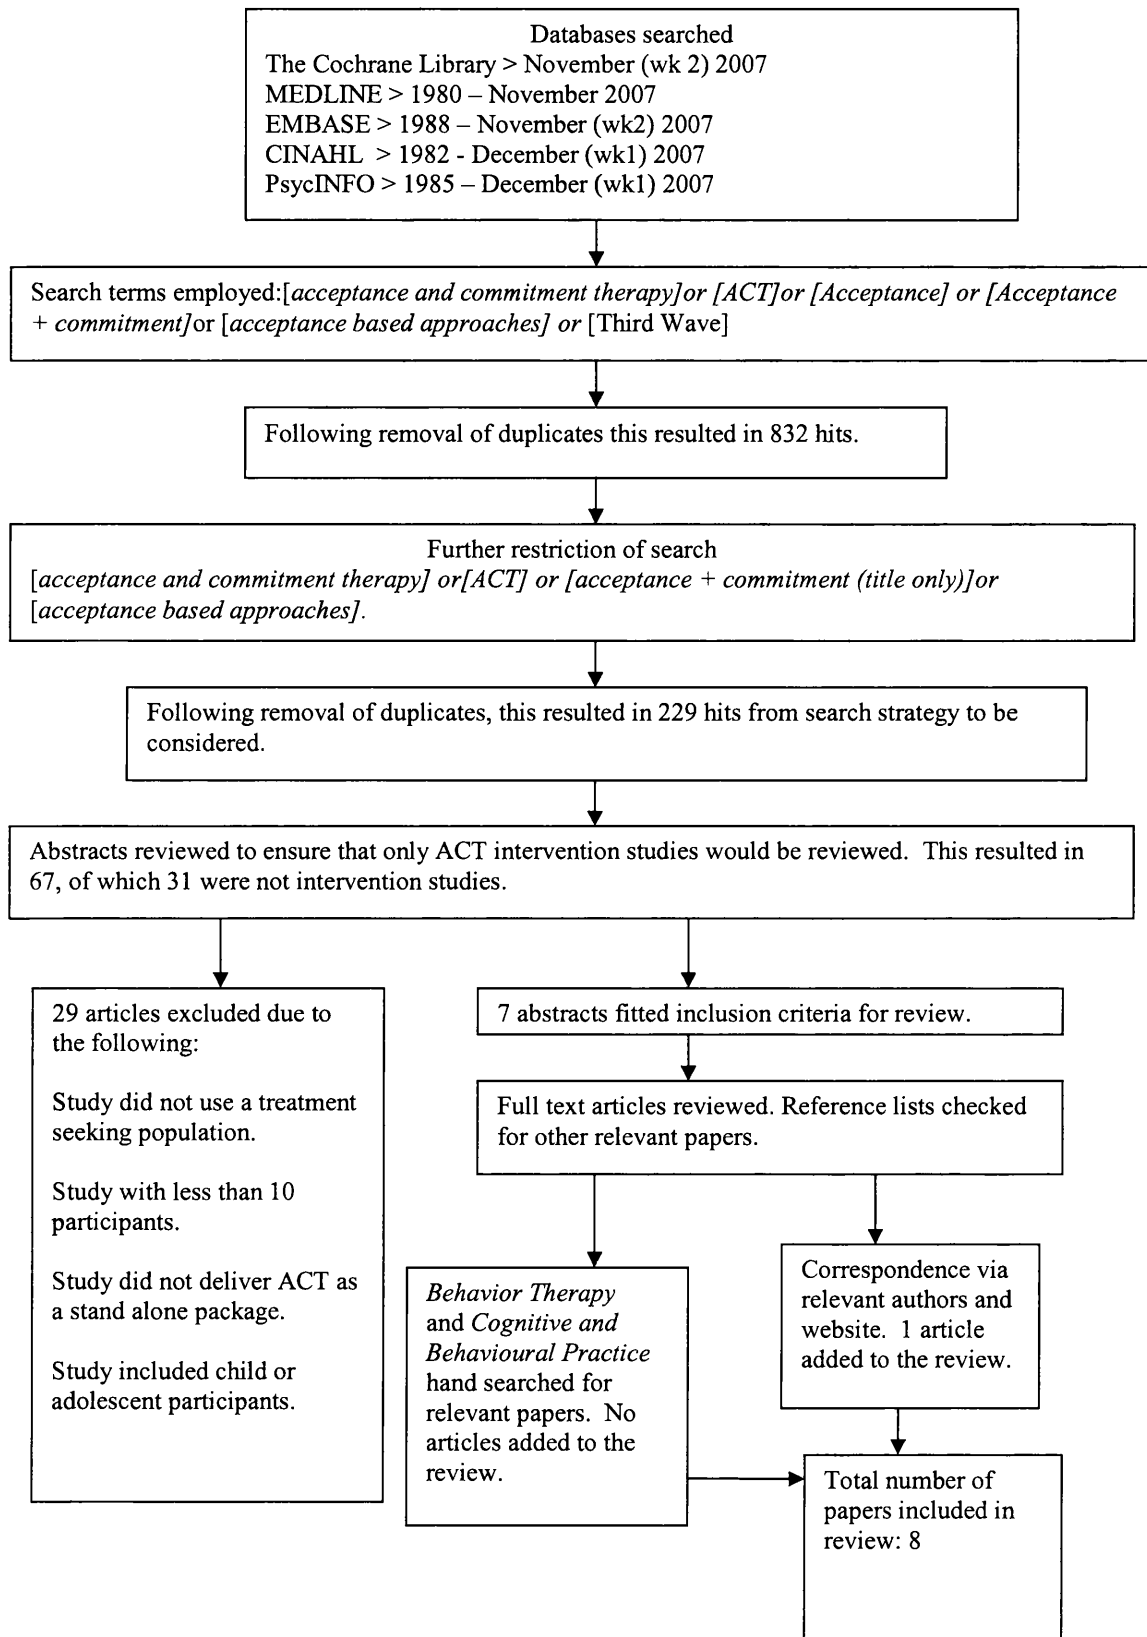 Databases searched
The Cochrane Library > November (wk 2) 2007
MEDLINE > 1980 – November 2007
EMBASE > 1988 – November (wk2) 2007
CINAHL > 1982 - December (wk1) 2007
PsycINFO > 1985 – December (wk1) 2007
Search terms employed:[acceptance and commitment therapy]or [ACT]or [Acceptance] or [Acceptance
+ commitment]or [acceptance based approaches] or [Third Wave]
Following removal of duplicates this resulted in 832 hits.
Further restriction of search
[acceptance and commitment therapy] or[ACT] or [acceptance + commitment (title only)]or
[acceptance based approaches].
Following removal of duplicates, this resulted in 229 hits from search strategy to be
considered.
Abstracts reviewed to ensure that only ACT intervention studies would be reviewed. This resulted in
67, of which 31 were not intervention studies.
29 articles excluded due to
the following:
Study did not use a treatment
seeking population.
Study with less than 10
participants.
Study did not deliver ACT as
a stand alone package.
Study included child or
adolescent participants.
7 abstracts fitted inclusion criteria for review.
Full text articles reviewed. Reference lists checked
for other relevant papers.
Behavior Therapy
and Cognitive and
Behavioural Practice
hand searched for
relevant papers. No
articles added to the
review.
Correspondence via
relevant authors and
website. 1 article
added to the review.
Total number of
papers included in
review: 8